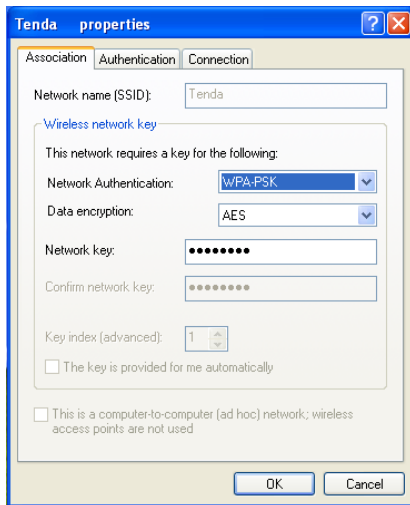 Tenda properties
Association Authentication Connection
Network name (SSID): Tenda
Wireless network key
This network requires a key for the following:
Network Authentication: WPA-PSK
Data encryption: AES
Network key: ••••••••
Confirm network key: ••••••••
Key index (advanced): 1
The key is provided for me automatically
This is a computer-to-computer (ad hoc) network; wireless
access points are not used
OK Cancel